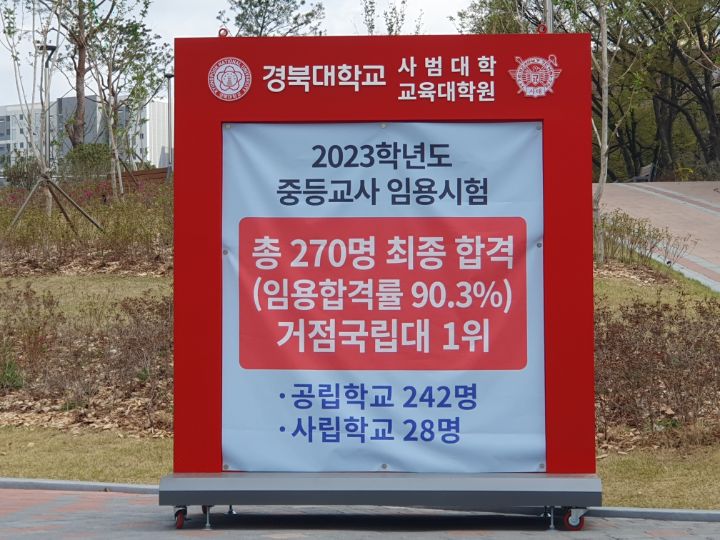 경북대학교 사범대학
교육대학원
2023학년도
중등교사 임용시험
총 270명 최종 합격
(임용합격률 90.3%)
거점국립대 1위
·공립학교 242명
·사립학교 28명